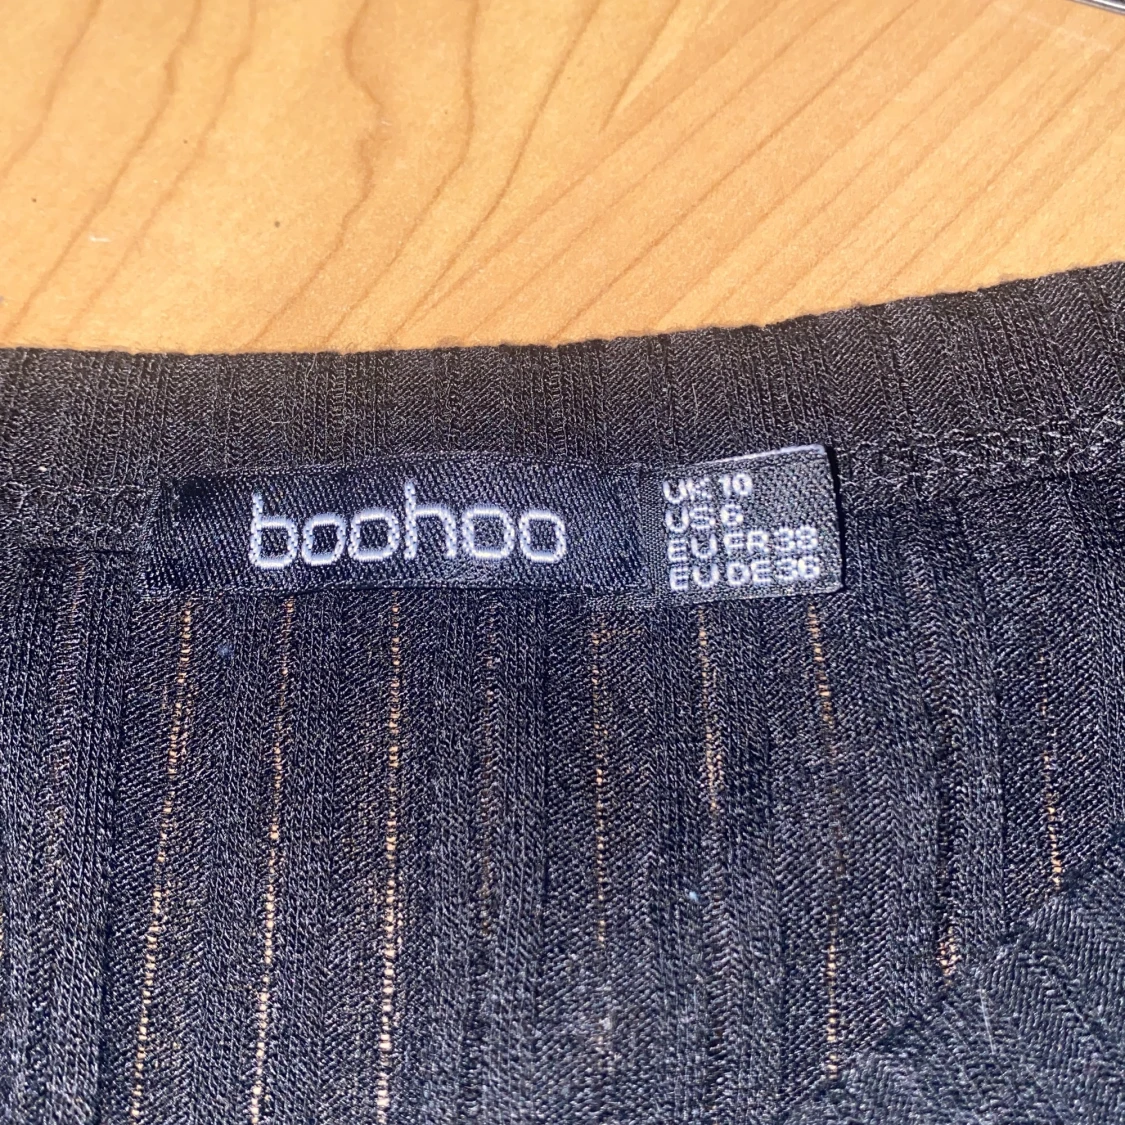 boohoo
UK 10
US 6
EU FR 38
EU DE 36